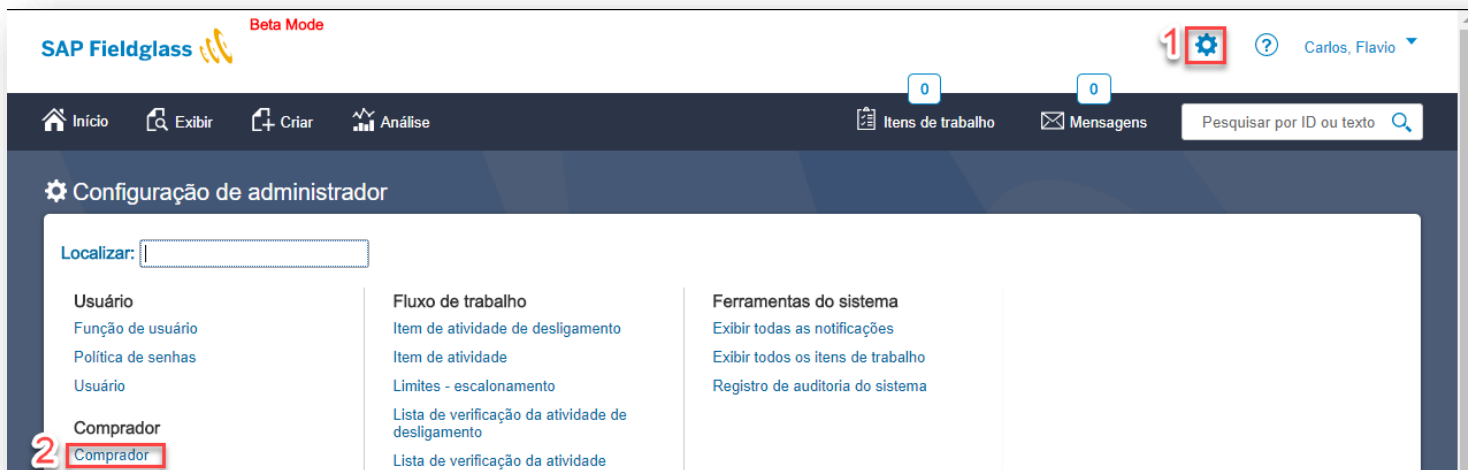 Beta Mode
SAP Fieldglass
1
Carlos, Flavio
0
0
Início
Exibir
Criar
Análise
Itens de trabalho
Mensagens
Pesquisar por ID ou texto
Configuração de administrador
Localizar:
Usuário
Função de usuário
Política de senhas
Usuário
Comprador
2
Comprador
Fluxo de trabalho
Item de atividade de desligamento
Item de atividade
Limites - escalonamento
Lista de verificação da atividade de
desligamento
Lista de verificação da atividade
Ferramentas do sistema
Exibir todas as notificações
Exibir todos os itens de trabalho
Registro de auditoria do sistema